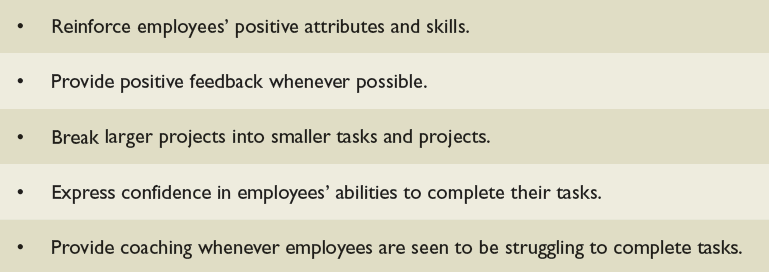 • Reinforce employees’ positive attributes and skills.
• Provide positive feedback whenever possible.
• Break larger projects into smaller tasks and projects.
• Express confidence in employees’ abilities to complete their tasks.
• Provide coaching whenever employees are seen to be struggling to complete tasks.